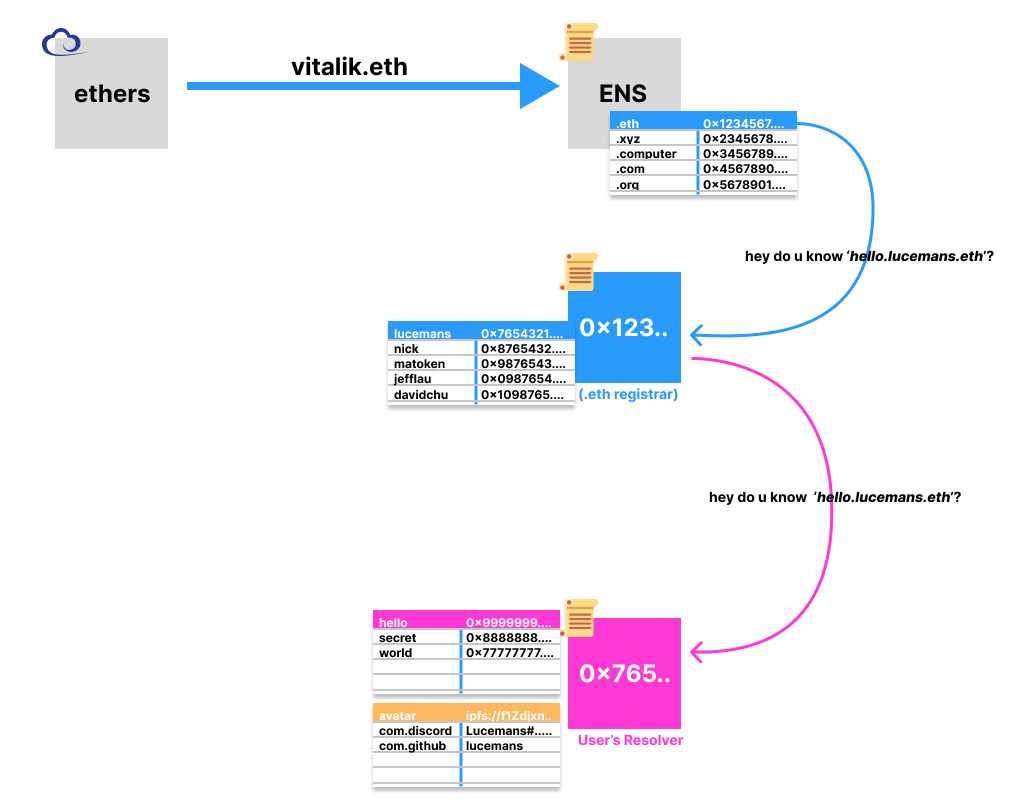 ethers
vitalik.eth
ENS
.eth 0×1234567....
.xyz 0×2345678....
.computer 0×3456789....
.com 0×4567890....
.org 0×5678901....
hey do u know ‘hello.lucemans.eth’?
0×123..
(.eth registrar)
lucemans 0×7654321....
nick 0×8765432....
matoken 0×9876543....
jefflau 0×0987654....
davidchu 0×1098765....
hey do u know ‘hello.lucemans.eth’?
hello 0×9999999....
secret 0×8888888....
world 0×77777777....
0×765..
User’s Resolver
avatar ipfs://f1Zdjxn..
com.discord Lucemans#.....
com.github lucemans